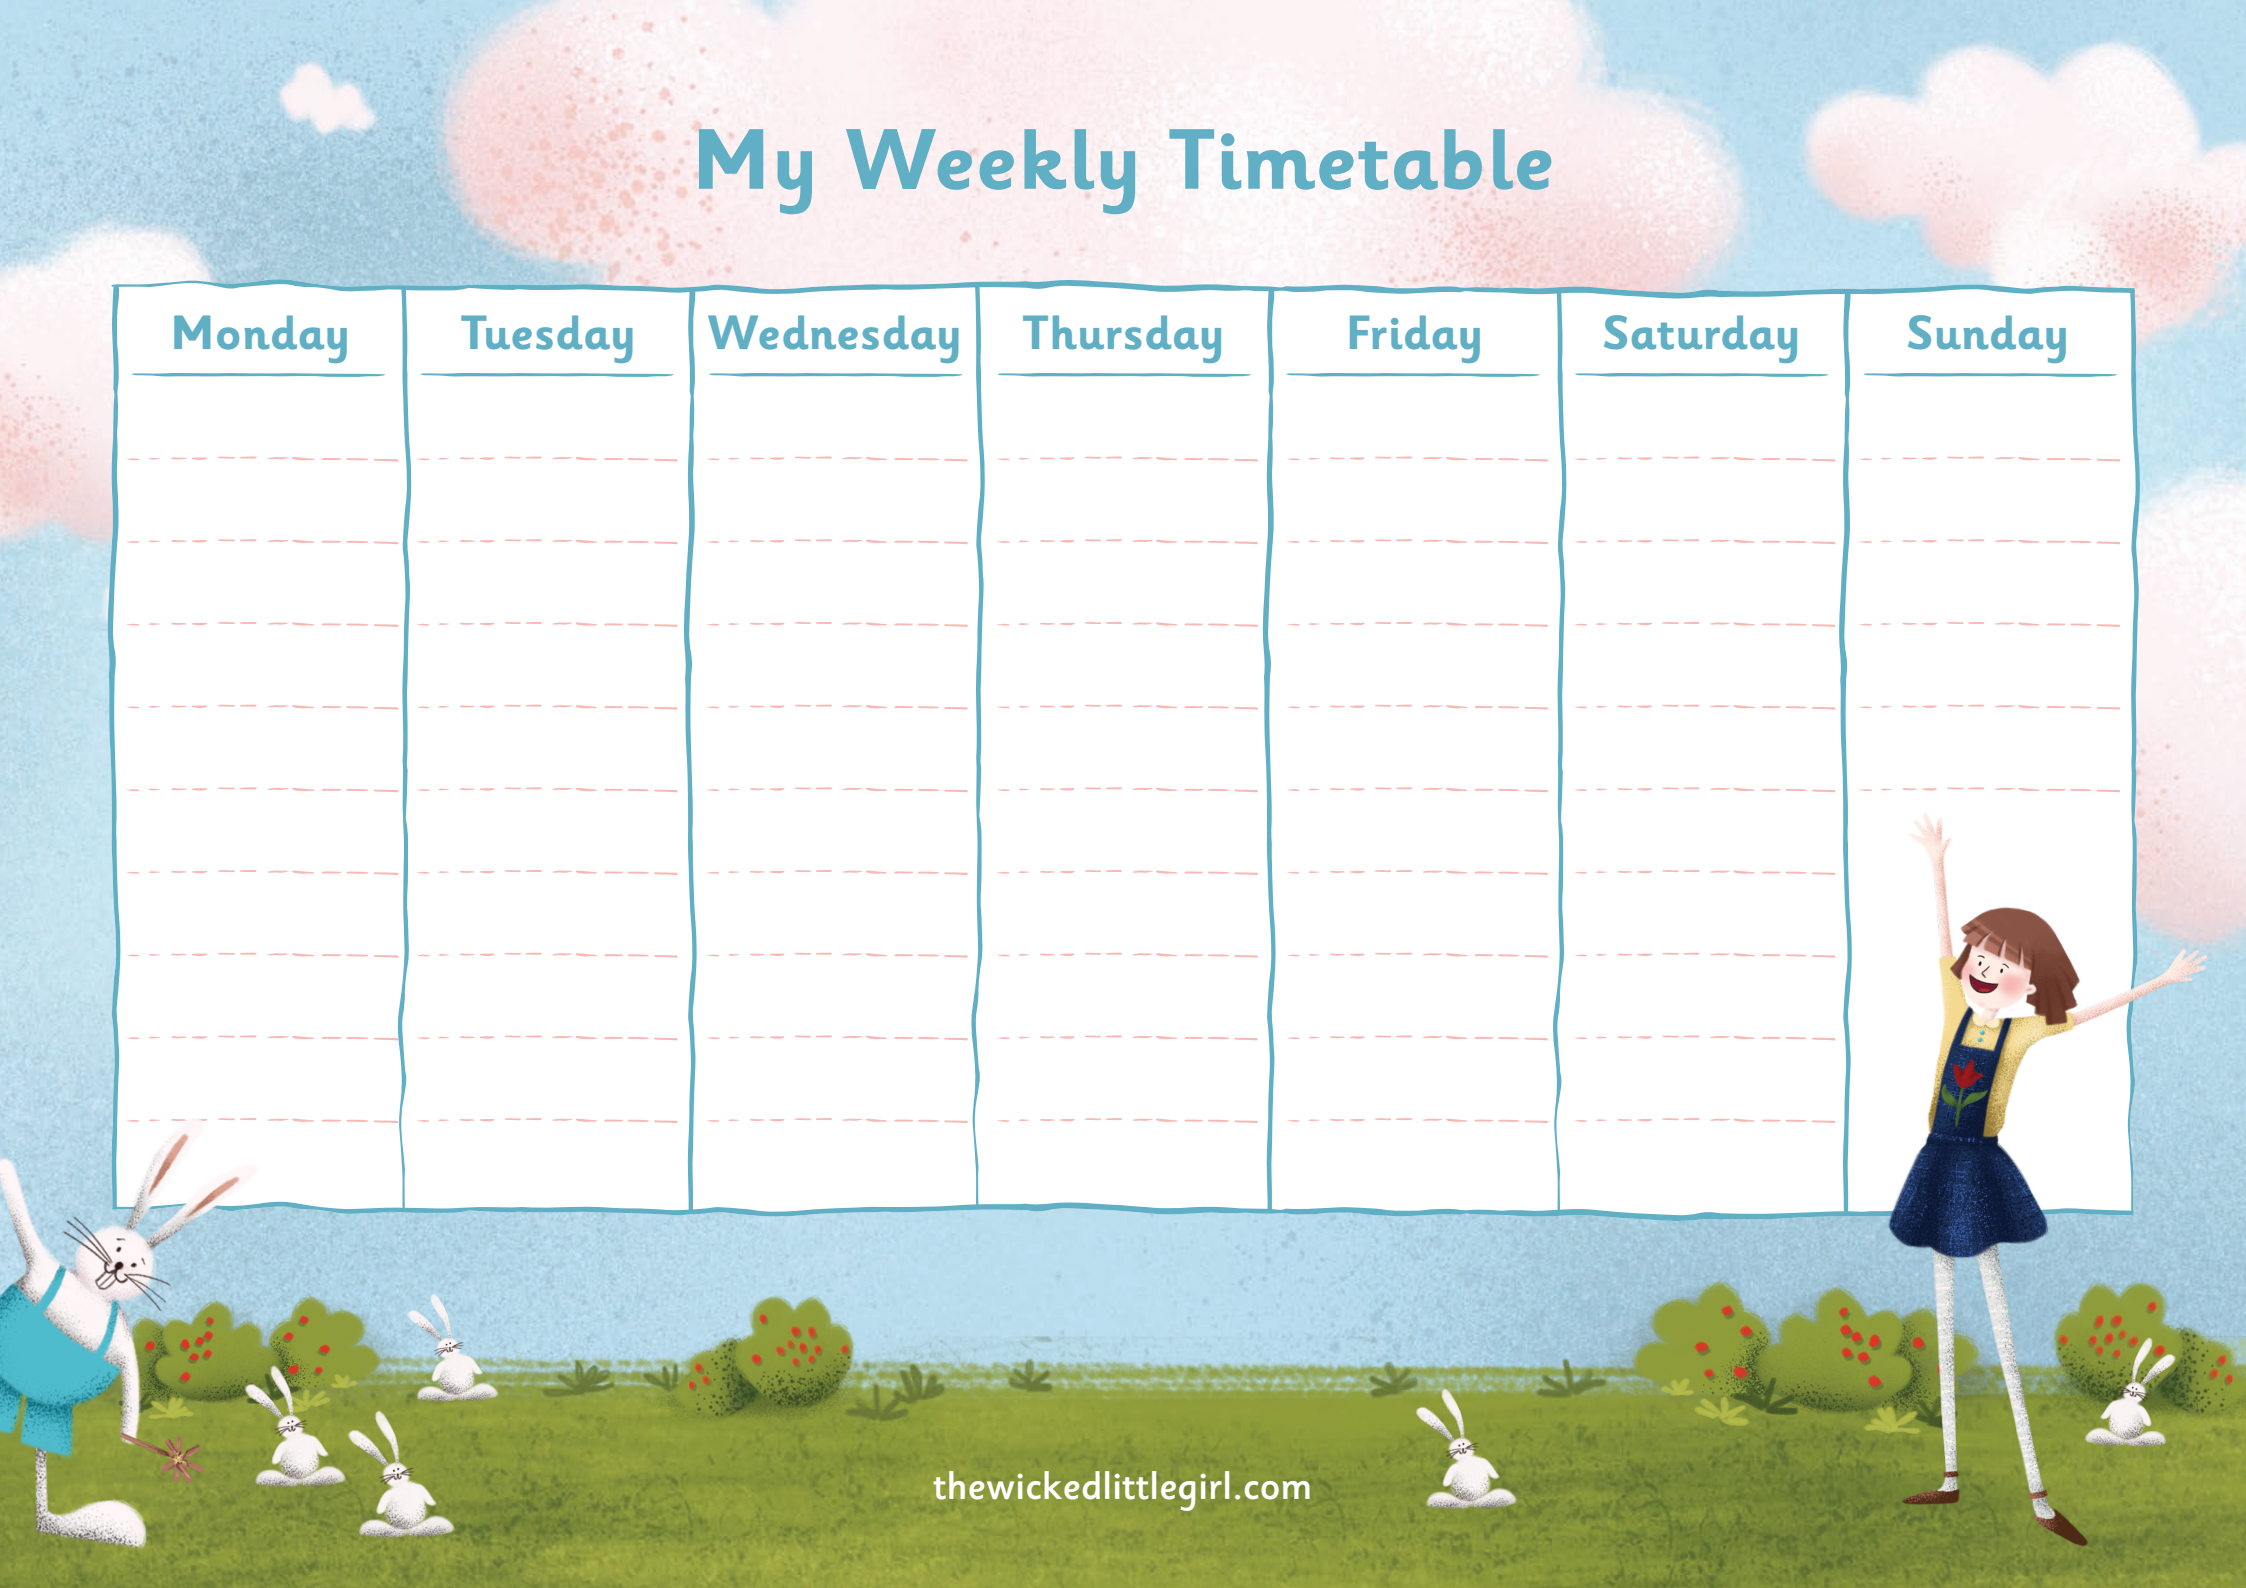 My Weekly Timetable
Monday Tuesday Wednesday Thursday Friday Saturday Sunday
thewickedlittlegirl.com